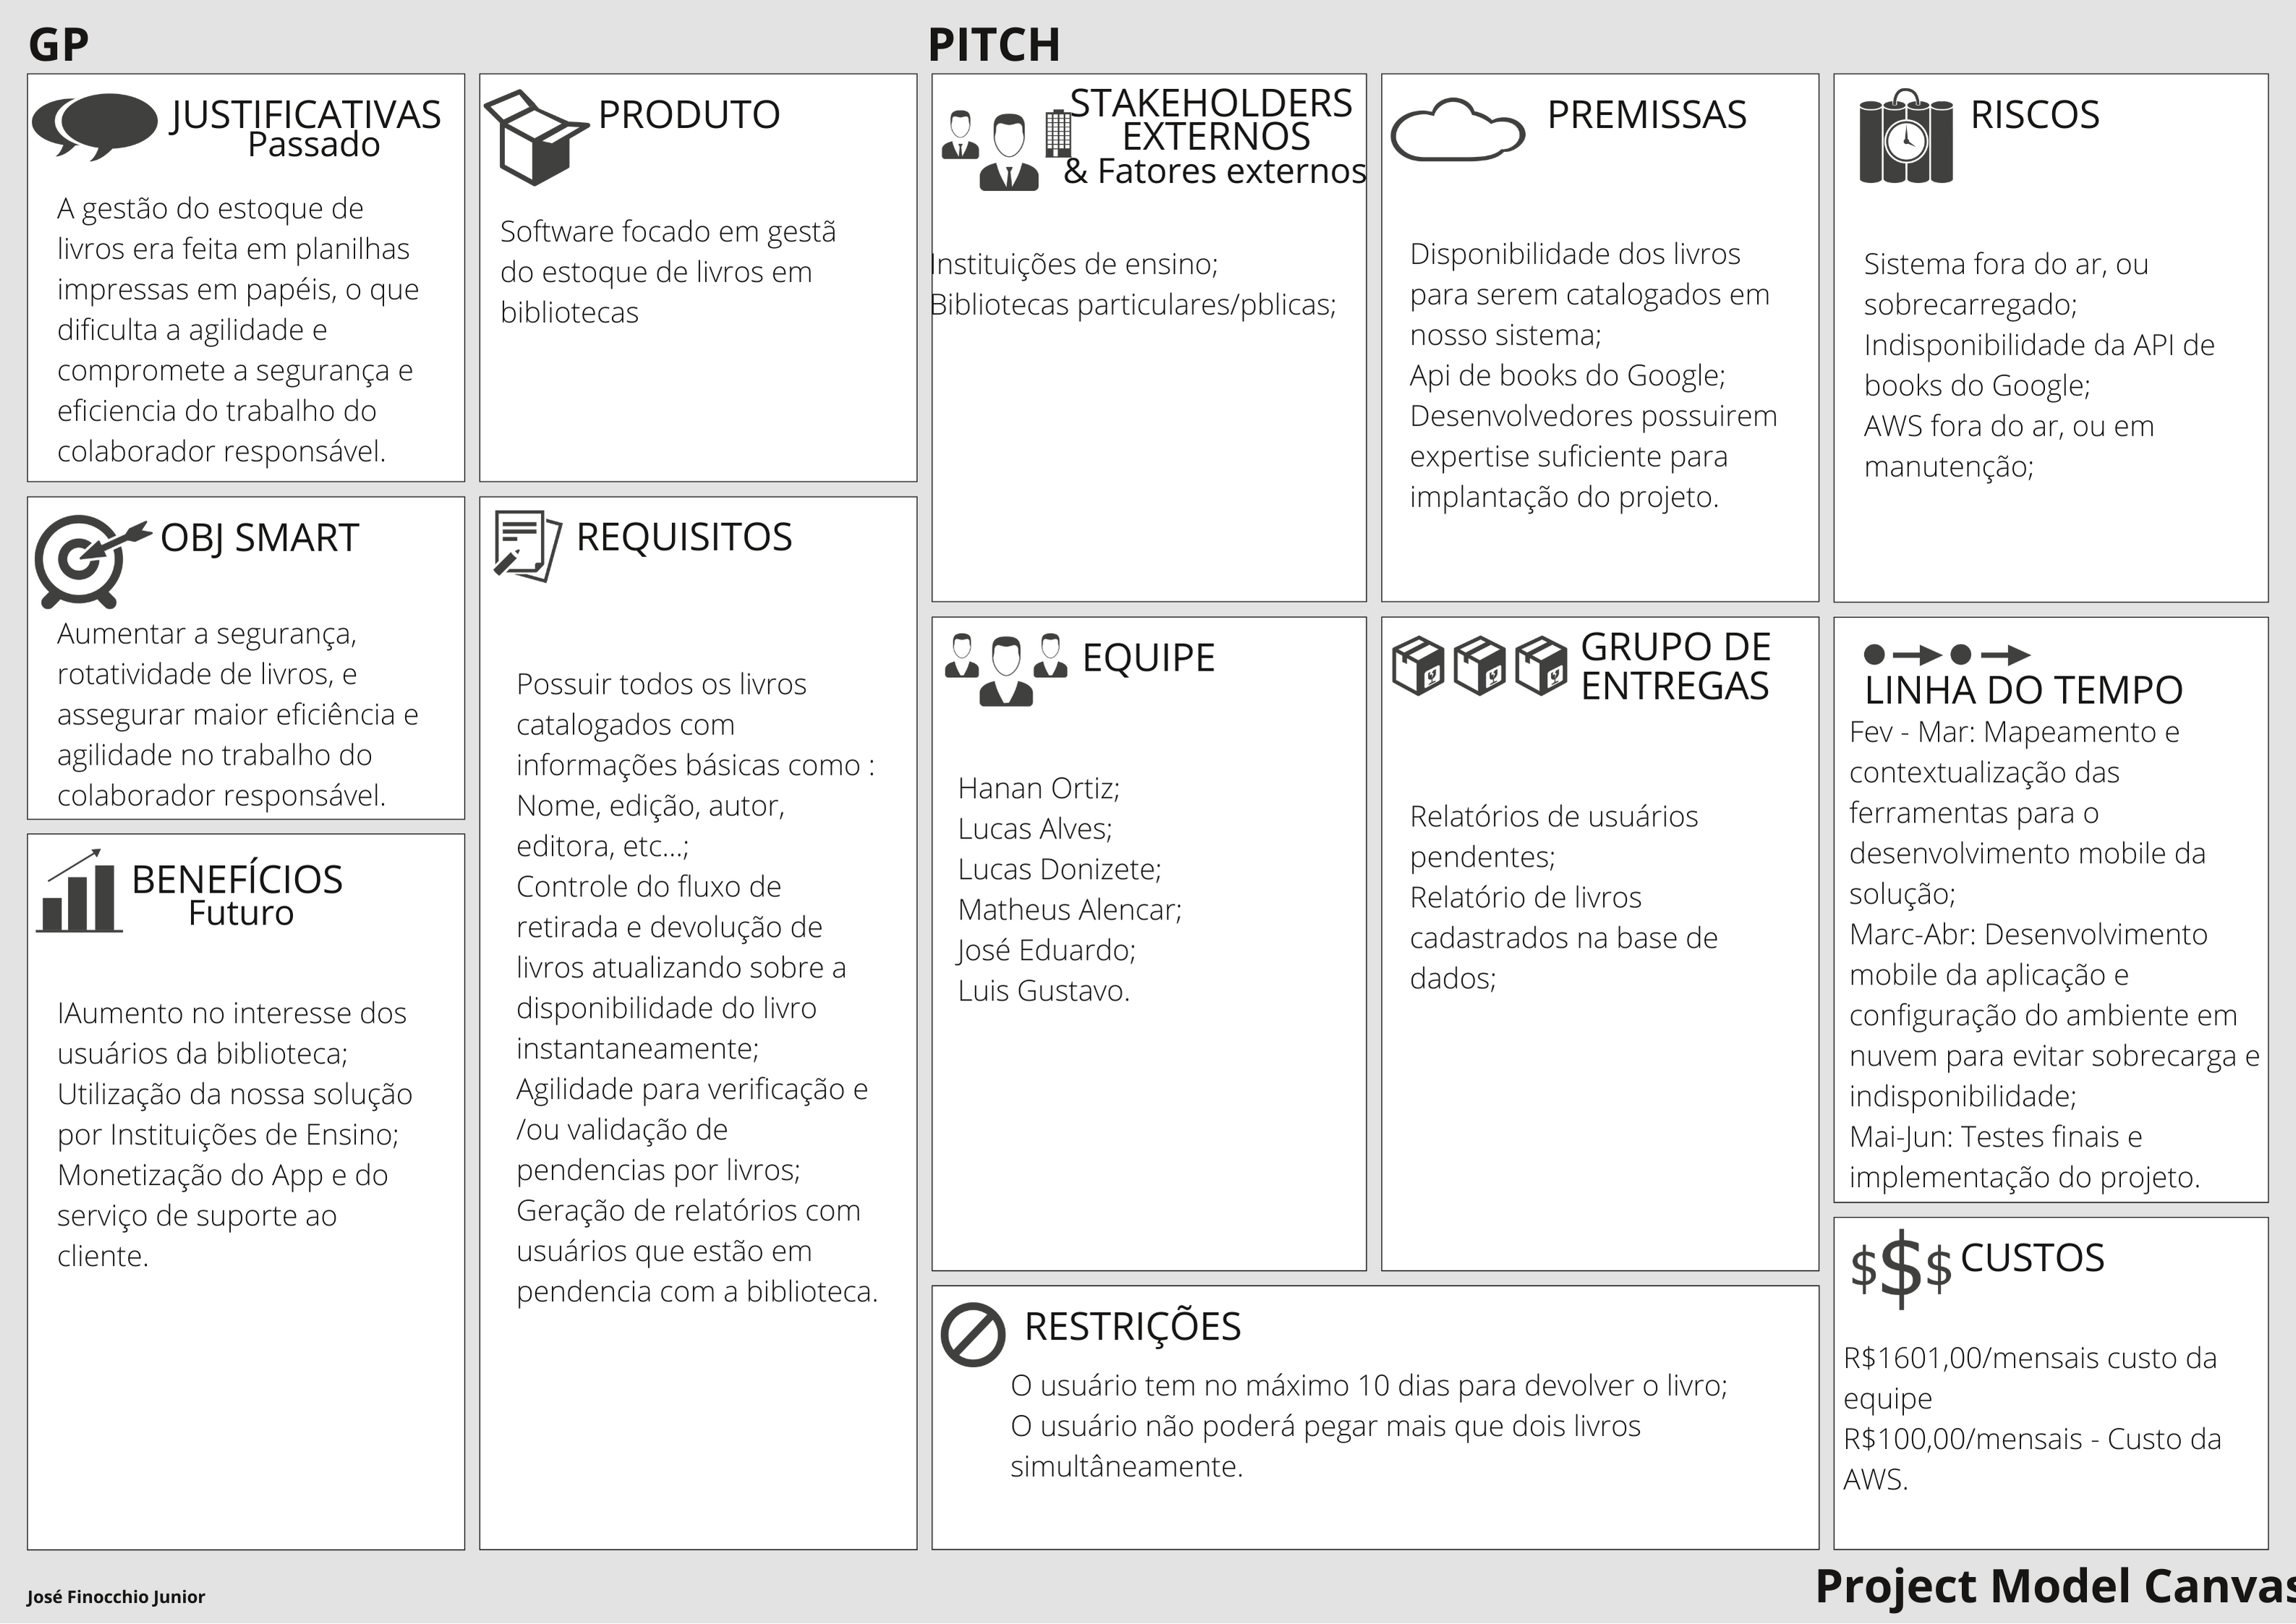 GP
PITCH
JUSTIFICATIVAS
Passado
A gestão do estoque de
livros era feita em planilhas
impressas em papéis, o que
dificulta a agilidade e
compromete a segurança e
eficiencia do trabalho do
colaborador responsável.
PRODUTO
Software focado em gestã
do estoque de livros em
bibliotecas
STAKEHOLDERS
EXTERNOS
& Fatores externos
Instituições de ensino;
Bibliotecas particulares/pblicas;
PREMISSAS
Disponibilidade dos livros
para serem catalogados em
nosso sistema;
Api de books do Google;
Desenvolvedores possuirem
expertise suficiente para
implantação do projeto.
RISCOS
Sistema fora do ar, ou
sobrecarregado;
Indisponibilidade da API de
books do Google;
AWS fora do ar, ou em
manutenção;
OBJ SMART
Aumentar a segurança,
rotatividade de livros, e
assegurar maior eficiência e
agilidade no trabalho do
colaborador responsável.
REQUISITOS
Possuir todos os livros
catalogados com
informações básicas como :
Nome, edição, autor,
editora, etc...;
Controle do fluxo de
retirada e devolução de
livros atualizando sobre a
disponibilidade do livro
instantaneamente;
Agilidade para verificação e
/ou validação de
pendencias por livros;
Geração de relatórios com
usuários que estão em
pendencia com a biblioteca.
EQUIPE
Hanan Ortiz;
Lucas Alves;
Lucas Donizete;
Matheus Alencar;
José Eduardo;
Luis Gustavo.
GRUPO DE
ENTREGAS
Relatórios de usuários
pendentes;
Relatório de livros
cadastrados na base de
dados;
LINHA DO TEMPO
Fev - Mar: Mapeamento e
contextualização das
ferramentas para o
desenvolvimento mobile da
solução;
Marc-Abr: Desenvolvimento
mobile da aplicação e
configuração do ambiente em
nuvem para evitar sobrecarga e
indisponibilidade;
Mai-Jun: Testes finais e
implementação do projeto.
BENEFÍCIOS
Futuro
lAumento no interesse dos
usuários da biblioteca;
Utilização da nossa solução
por Instituições de Ensino;
Monetização do App e do
serviço de suporte ao
cliente.
RESTRIÇÕES
O usuário tem no máximo 10 dias para devolver o livro;
O usuário não poderá pegar mais que dois livros
simultâneamente.
$$$ CUSTOS
R$1601,00/mensais custo da
equipe
R$100,00/mensais - Custo da
AWS.
José Finocchio Junior
Project Model Canvas